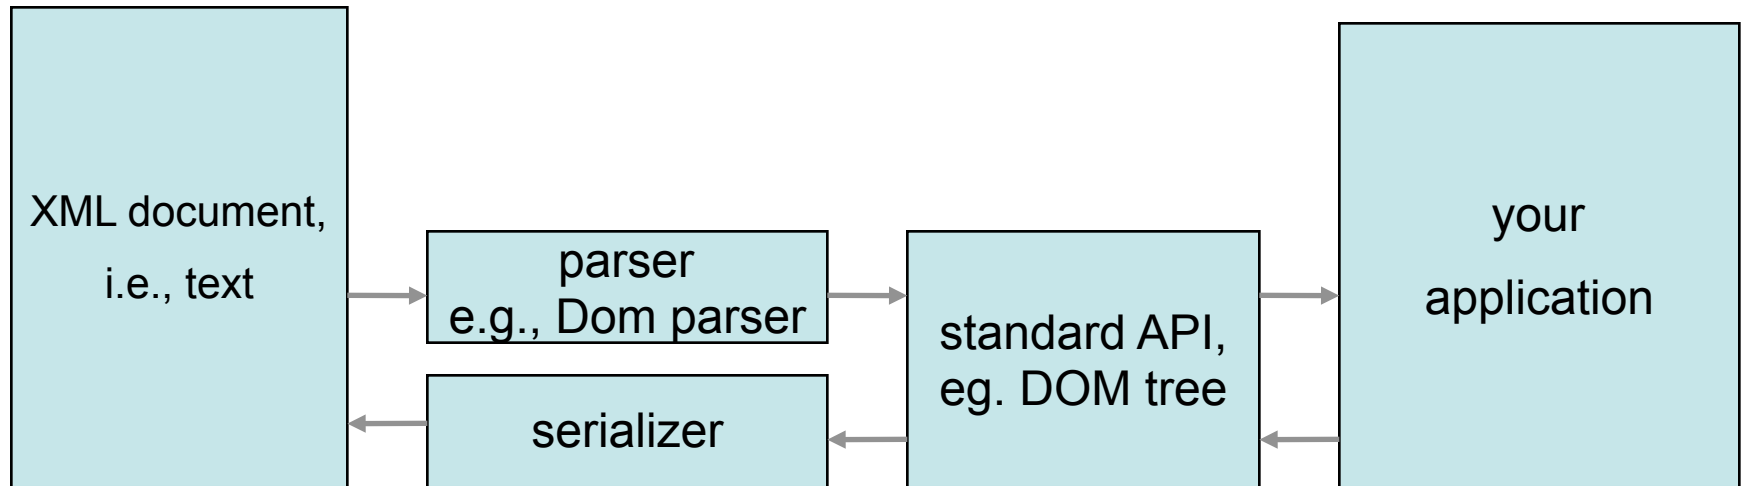 XML document,
i.e., text
parser
e.g., Dom parser
serializer
standard API,
eg. DOM tree
your
application